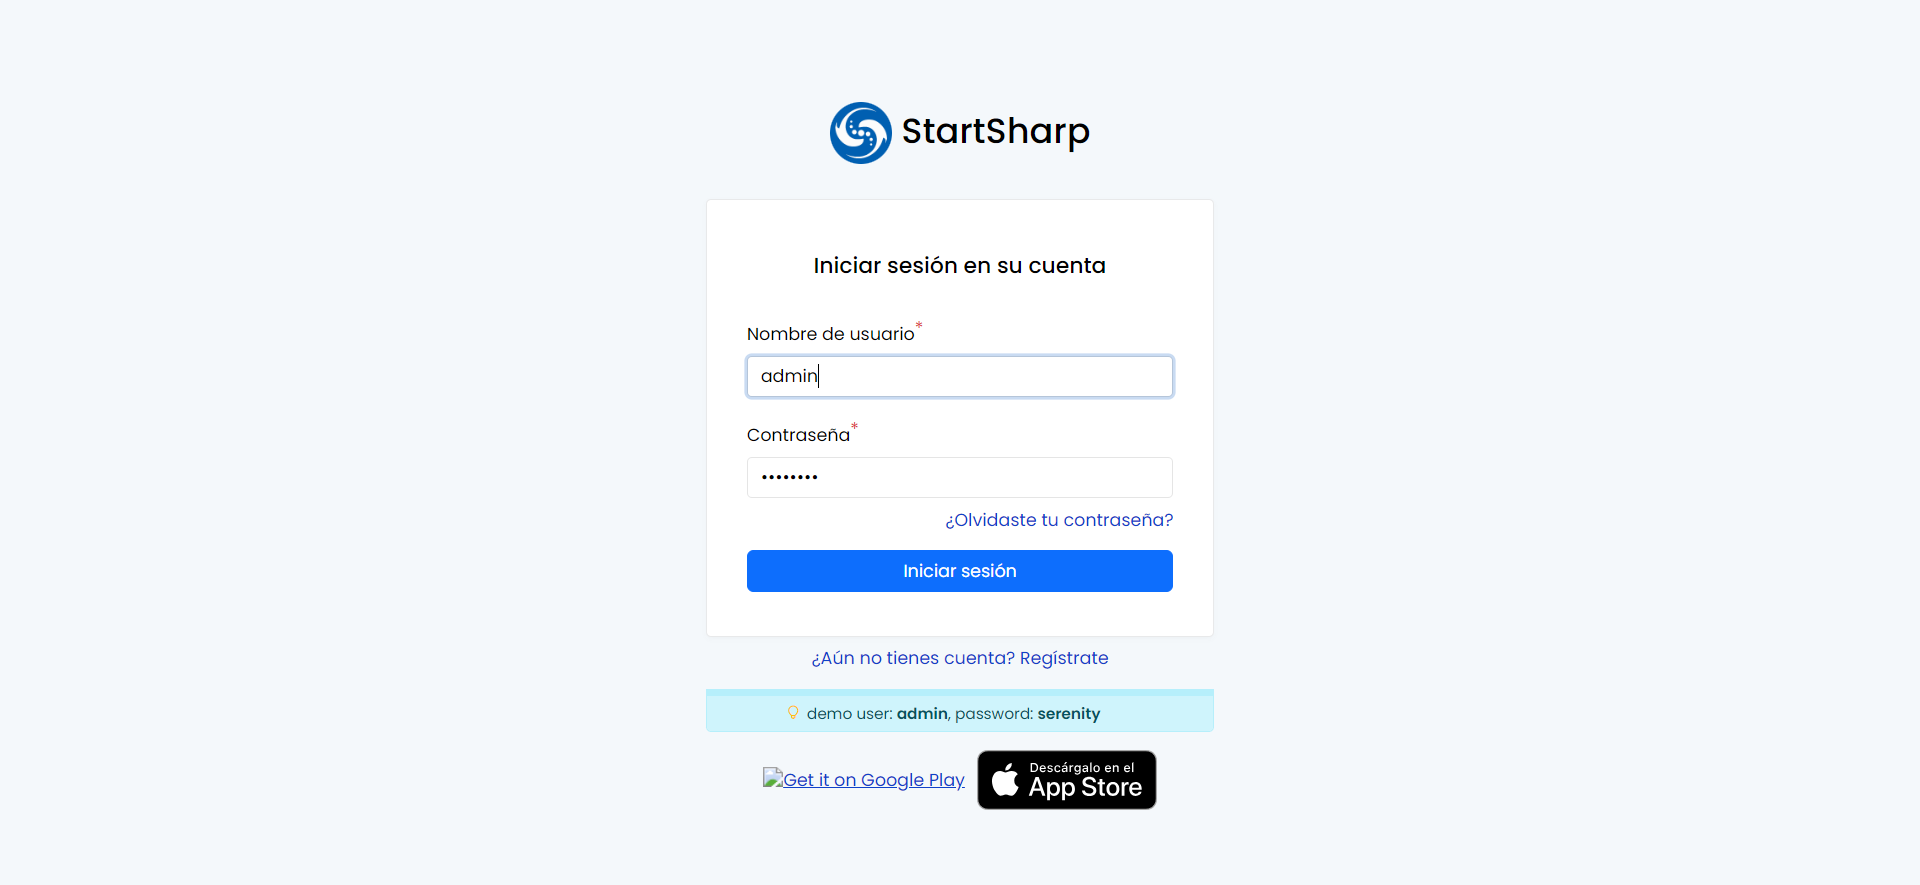 StartSharp
Iniciar sesión en su cuenta
Nombre de usuario*
admin
Contraseña*
••••••••
¿Olvidaste tu contraseña?
Iniciar sesión
¿Aún no tienes cuenta? Regístrate
demo user: admin, password: serenity
Get it on Google Play
Descárgalo en el
App Store